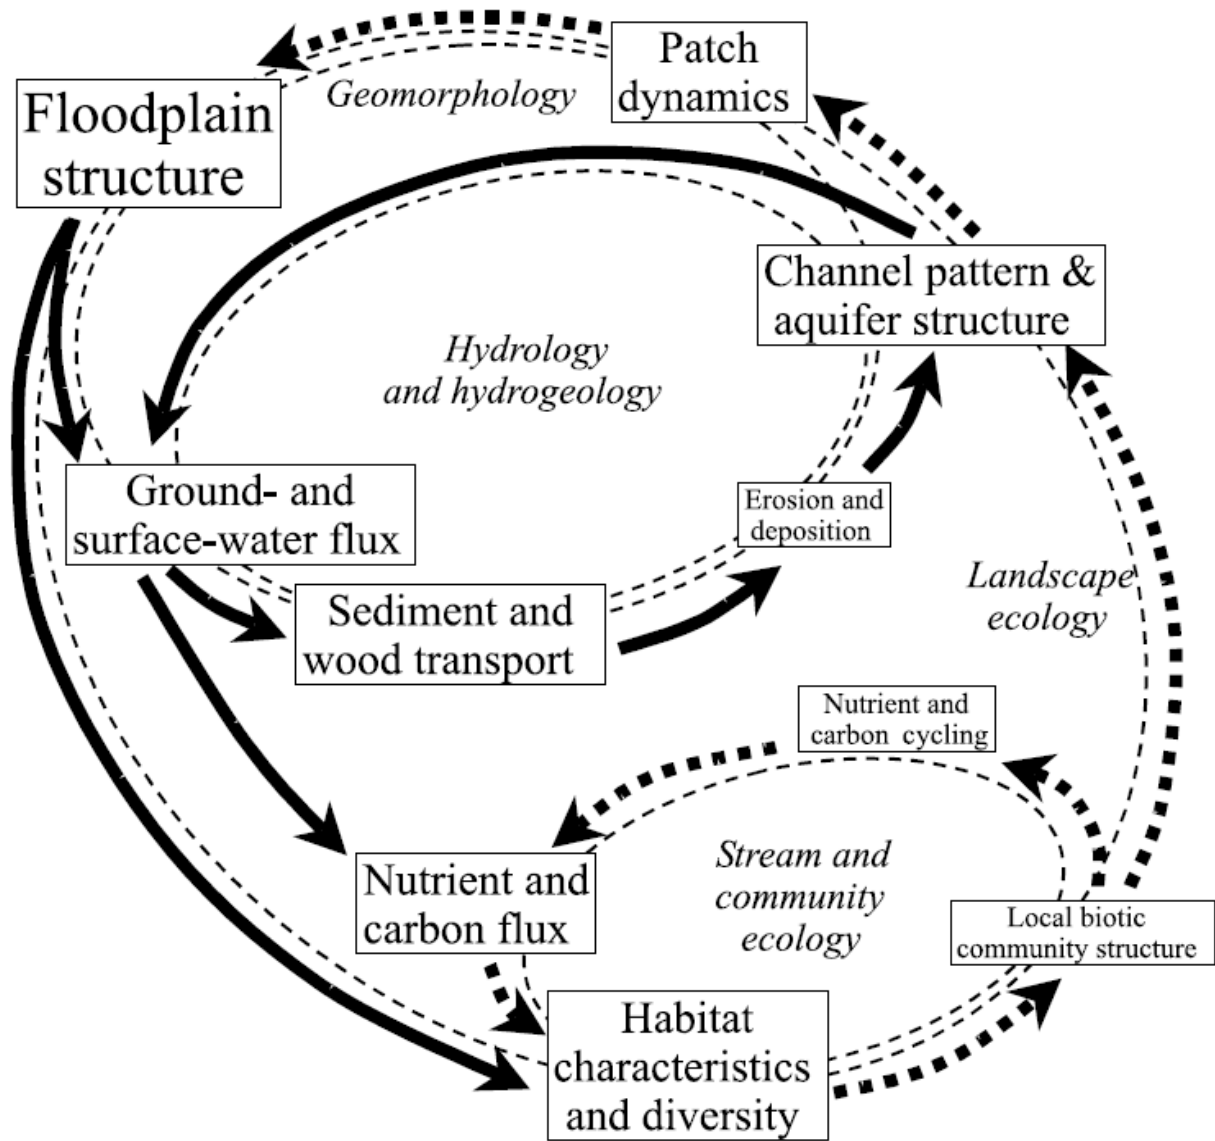 Patch
dynamics
Geomorphology
Floodplain
structure
Channel pattern &
aquifer structure
Hydrology
and hydrogeology
Ground- and
surface-water flux
Erosion and
deposition
Landscape
ecology
Sediment and
wood transport
Nutrient and
carbon cycling
Stream and
community
ecology
Nutrient and
carbon flux
Local biotic
community structure
Habitat
characteristics
and diversity